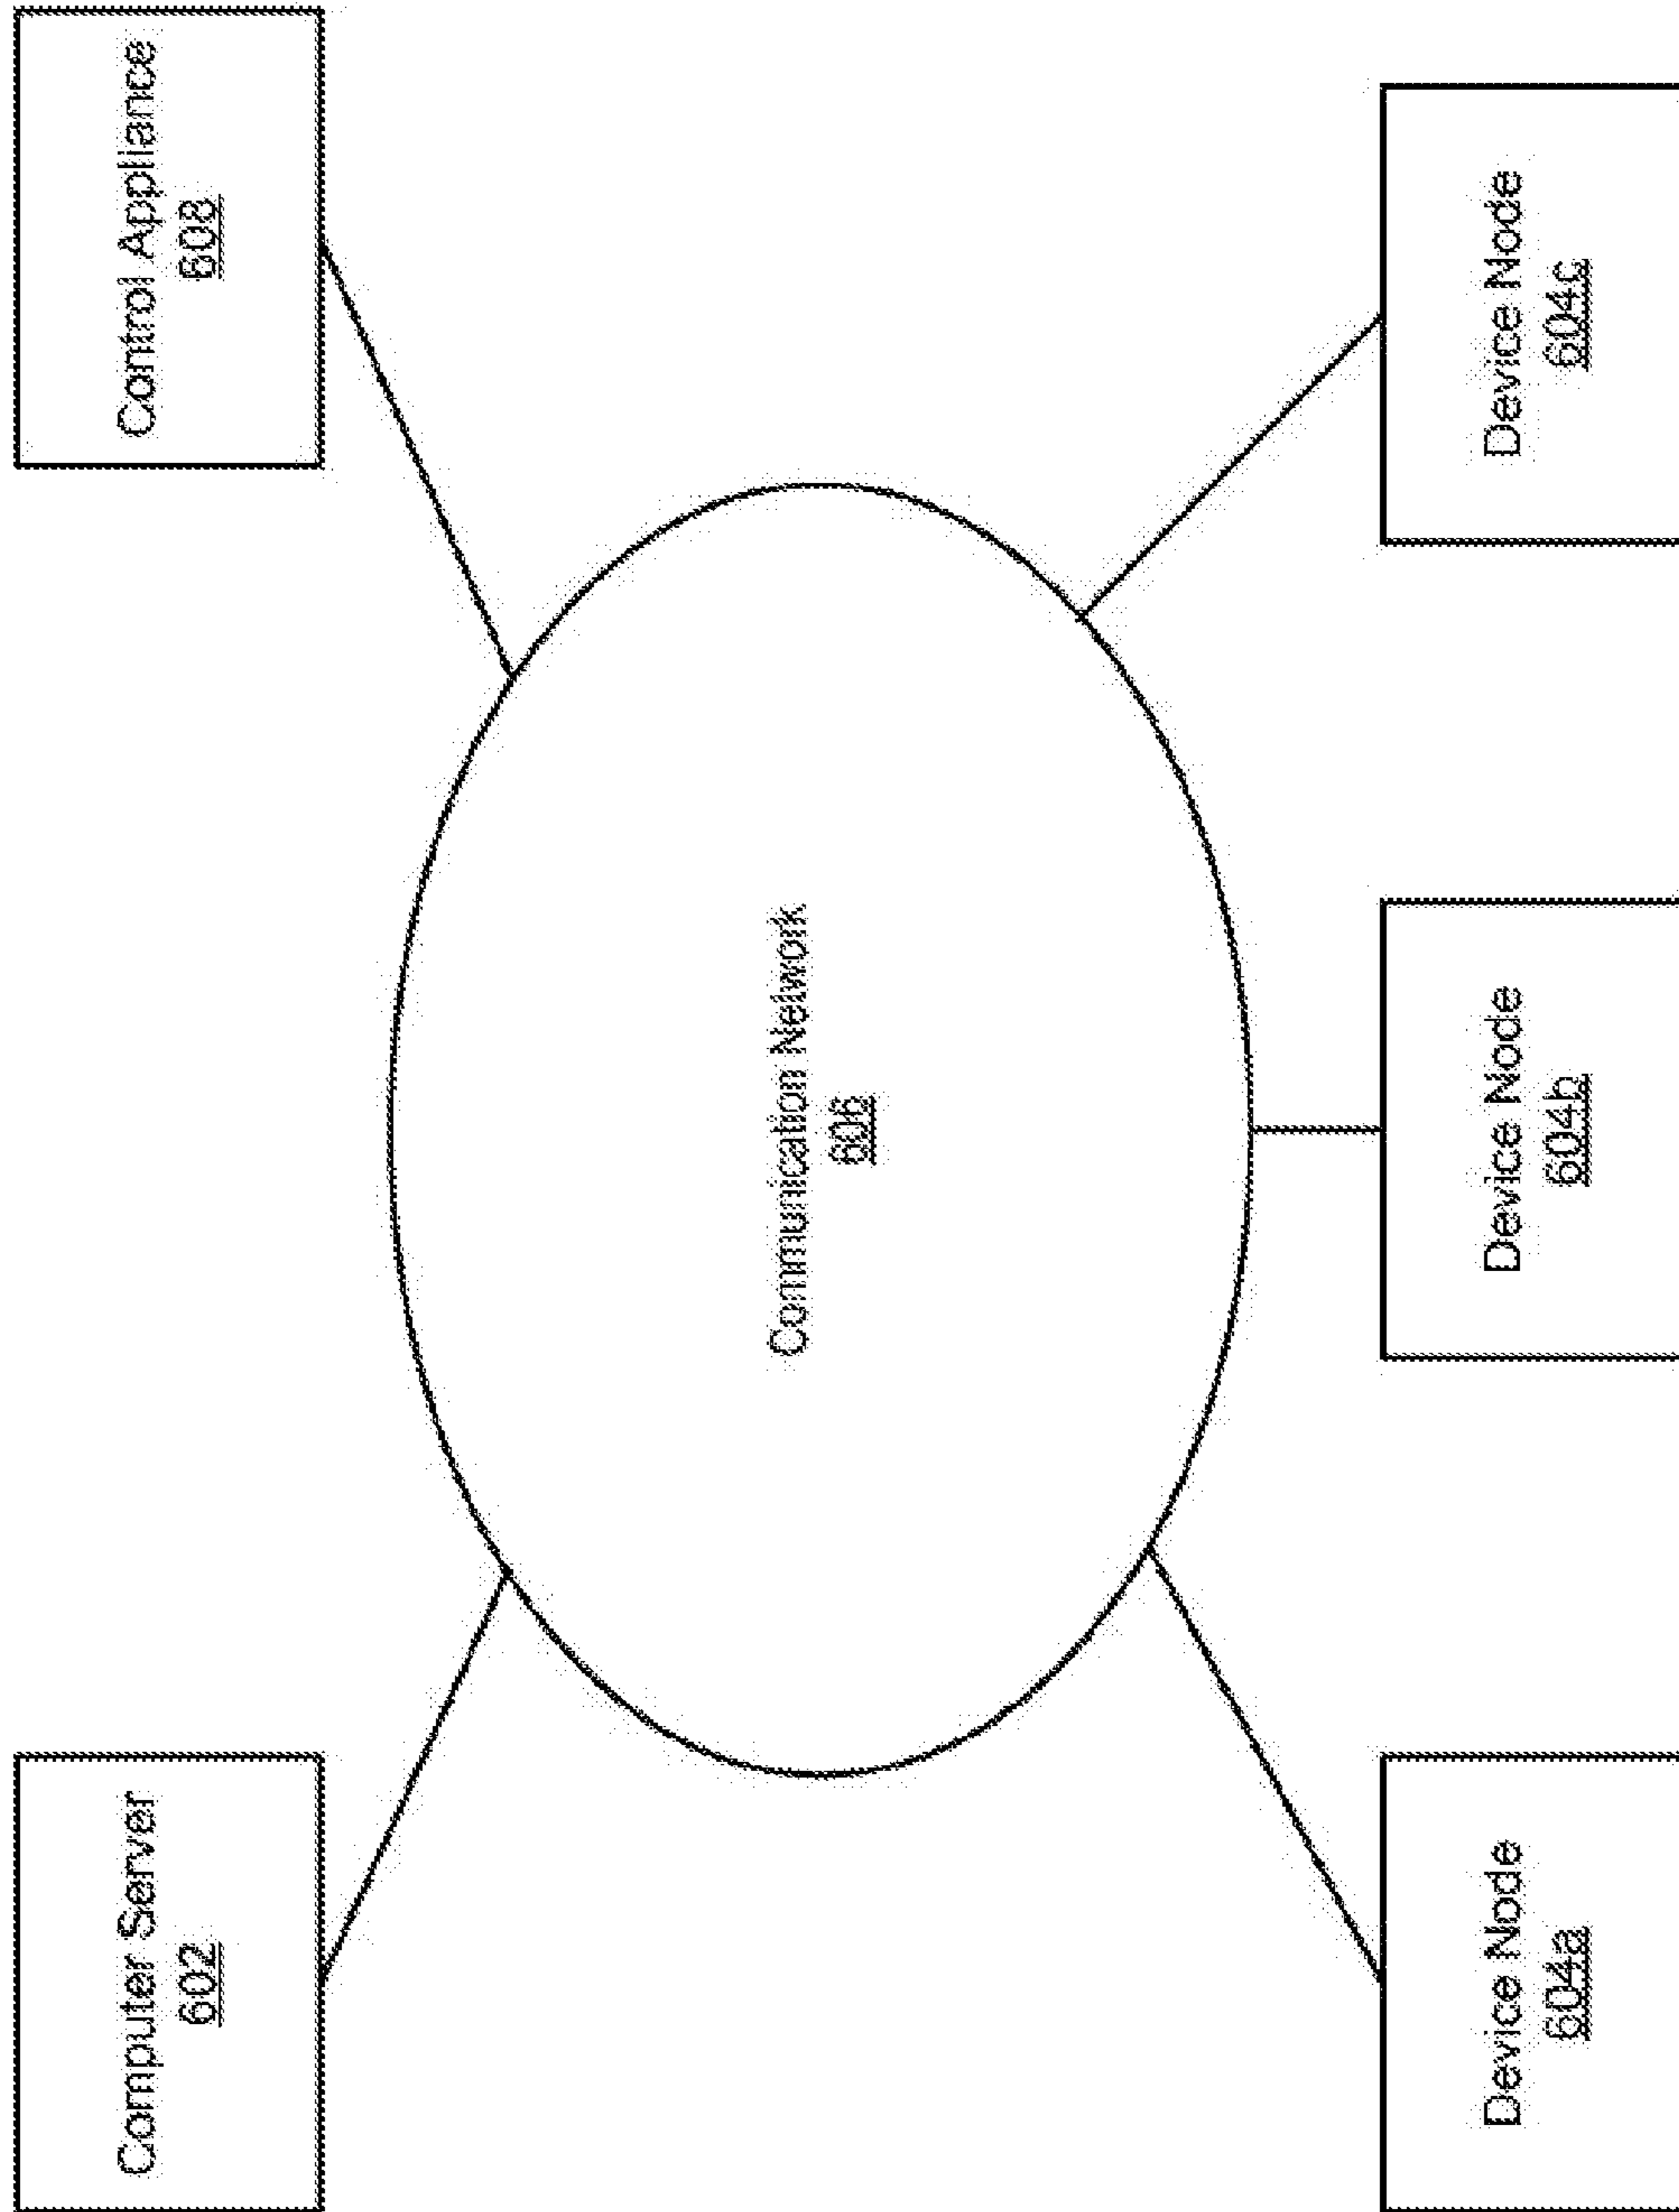 Computer Server
602
Control Appliance
608
Communication Network
606
Device Node
604a
Device Node
604b
Device Node
604c